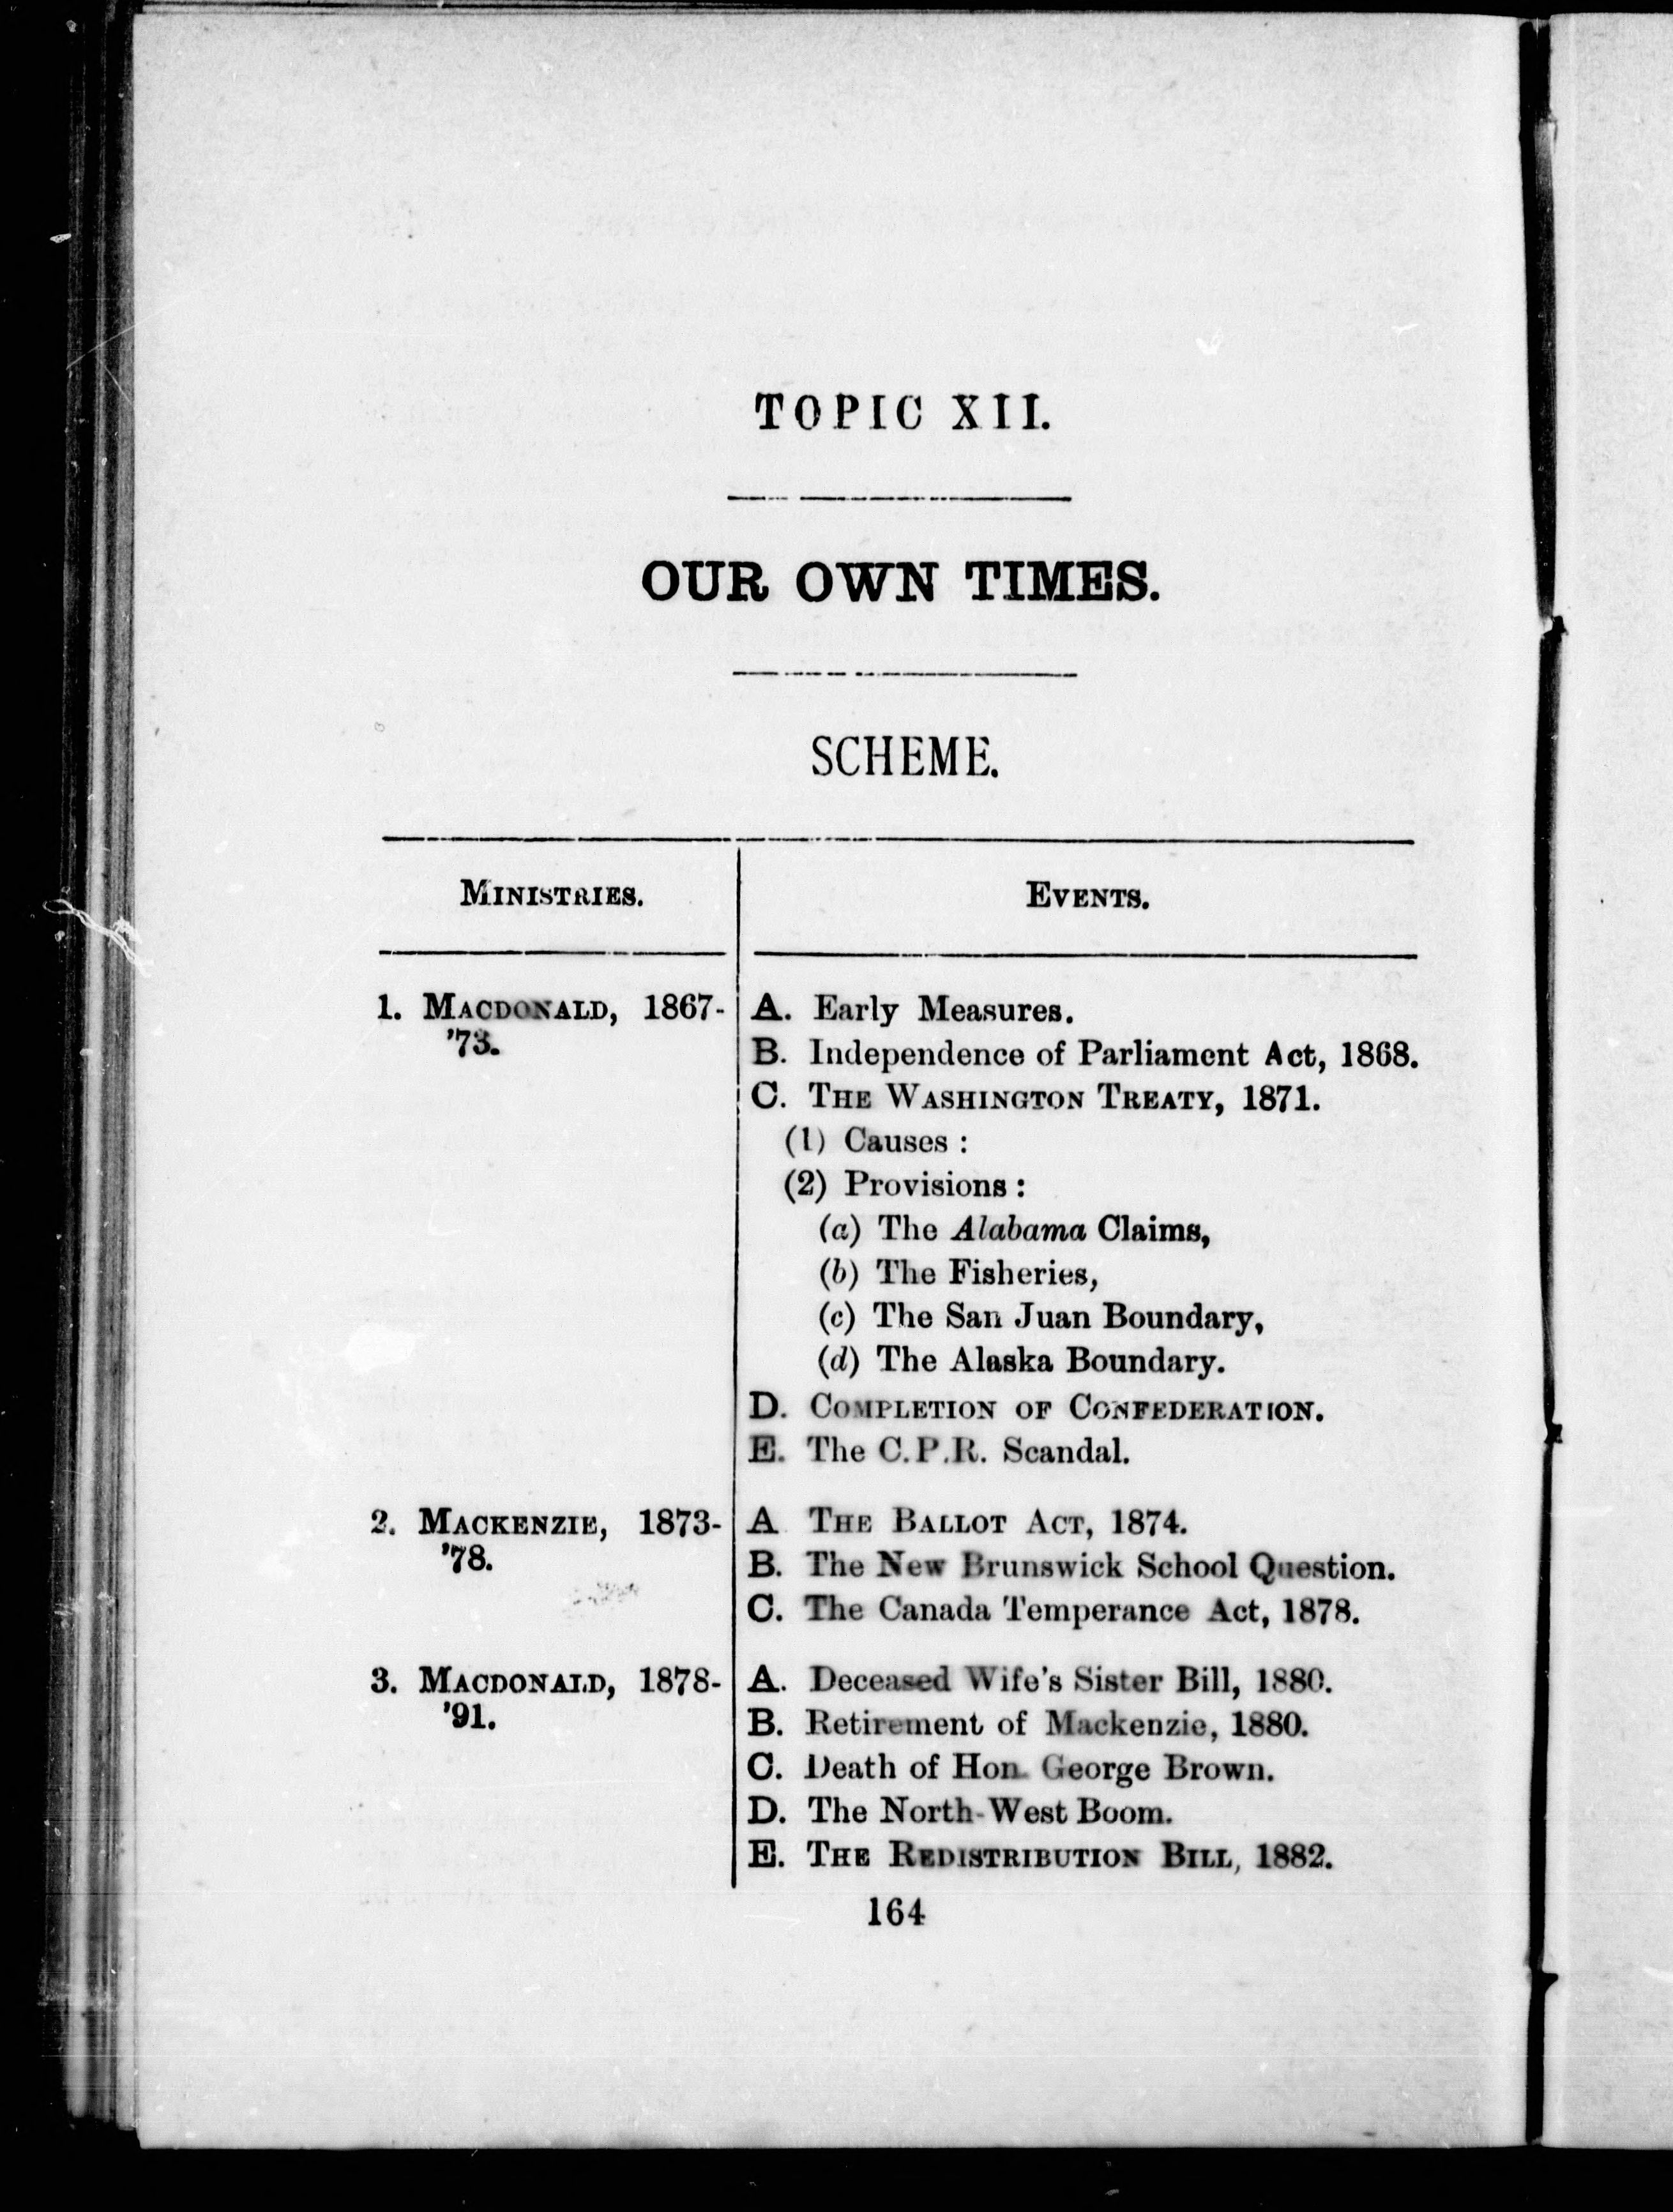 TOPIC XII.
OUR OWN TIMES.
SCHEME.
MINISTRIES.
EVENTS.
1. MACDONALD, 1867-
'73.
A. Early Measures.
B. Independence of Parliament Act, 1868.
C. THE WASHINGTON TREATY, 1871.
(1) Causes :
(2) Provisions :
(a) The Alabama Claims,
(b) The Fisheries,
(c) The San Juan Boundary,
(d) The Alaska Boundary.
D. COMPLETION OF CONFEDERATION.
E. The C.P.R. Scandal.
2. MACKENZIE, 1873-
'78.
A THE BALLOT ACT, 1874.
B. The New Brunswick School Question.
C. The Canada Temperance Act, 1878.
3. MACDONALD, 1878-
'91.
A. Deceased Wife's Sister Bill, 1880.
B. Retirement of Mackenzie, 1880.
C. Death of Hon. George Brown.
D. The North-West Boom.
E. THE REDISTRIBUTION BILL, 1882.
164